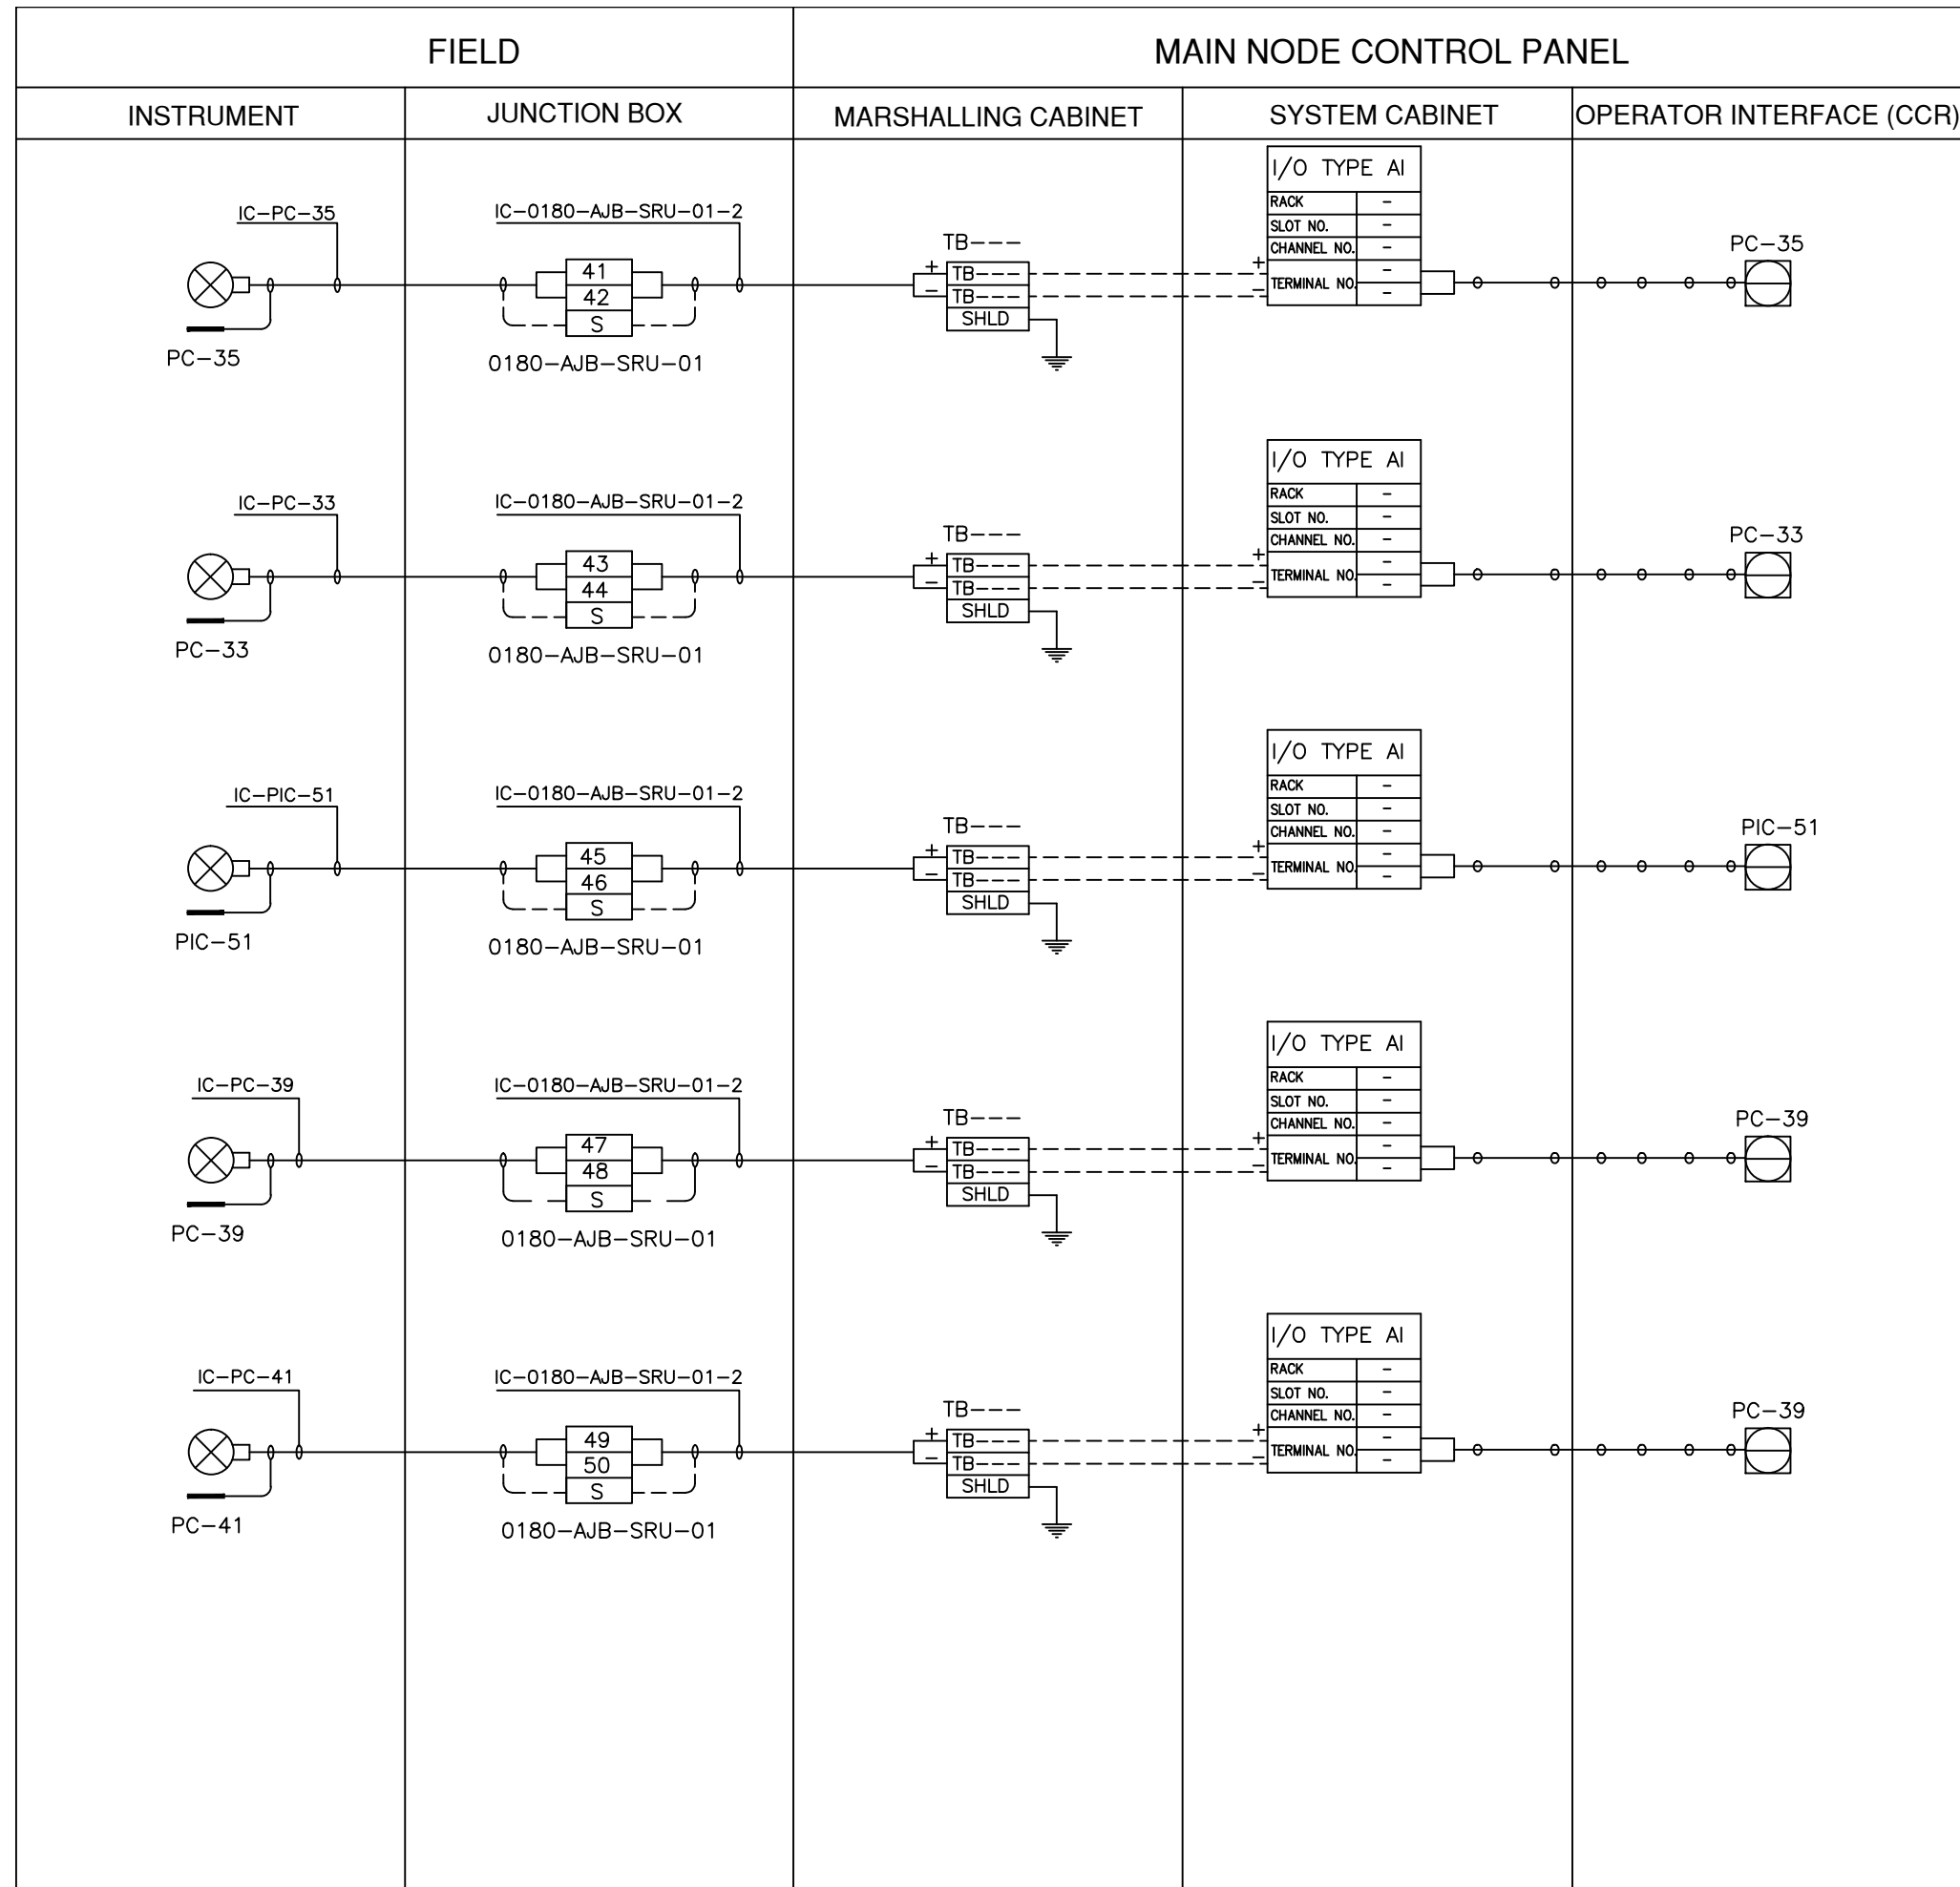 FIELD
MAIN NODE CONTROL PANEL
INSTRUMENT
JUNCTION BOX
MARSHALLING CABINET
SYSTEM CABINET
OPERATOR INTERFACE (CCR)
IC-PC-35
PC-35
IC-0180-AJB-SRU-01-2
41
42
S
0180-AJB-SRU-01
TB---
+ TB----
- TB----
SHLD
I/O TYPE AI
RACK -
SLOT NO. -
CHANNEL NO. -
+
TERMINAL NO. -
- -
PC-35
IC-PC-33
PC-33
IC-0180-AJB-SRU-01-2
43
44
S
0180-AJB-SRU-01
TB---
+ TB----
- TB----
SHLD
I/O TYPE AI
RACK -
SLOT NO. -
CHANNEL NO. -
+
TERMINAL NO. -
- -
PC-33
IC-PIC-51
PIC-51
IC-0180-AJB-SRU-01-2
45
46
S
0180-AJB-SRU-01
TB---
+ TB----
- TB----
SHLD
I/O TYPE AI
RACK -
SLOT NO. -
CHANNEL NO. -
+
TERMINAL NO. -
- -
PIC-51
IC-PC-39
PC-39
IC-0180-AJB-SRU-01-2
47
48
S
0180-AJB-SRU-01
TB---
+ TB----
- TB----
SHLD
I/O TYPE AI
RACK -
SLOT NO. -
CHANNEL NO. -
+
TERMINAL NO. -
- -
PC-39
IC-PC-41
PC-41
IC-0180-AJB-SRU-01-2
49
50
S
0180-AJB-SRU-01
TB---
+ TB----
- TB----
SHLD
I/O TYPE AI
RACK -
SLOT NO. -
CHANNEL NO. -
+
TERMINAL NO. -
- -
PC-39